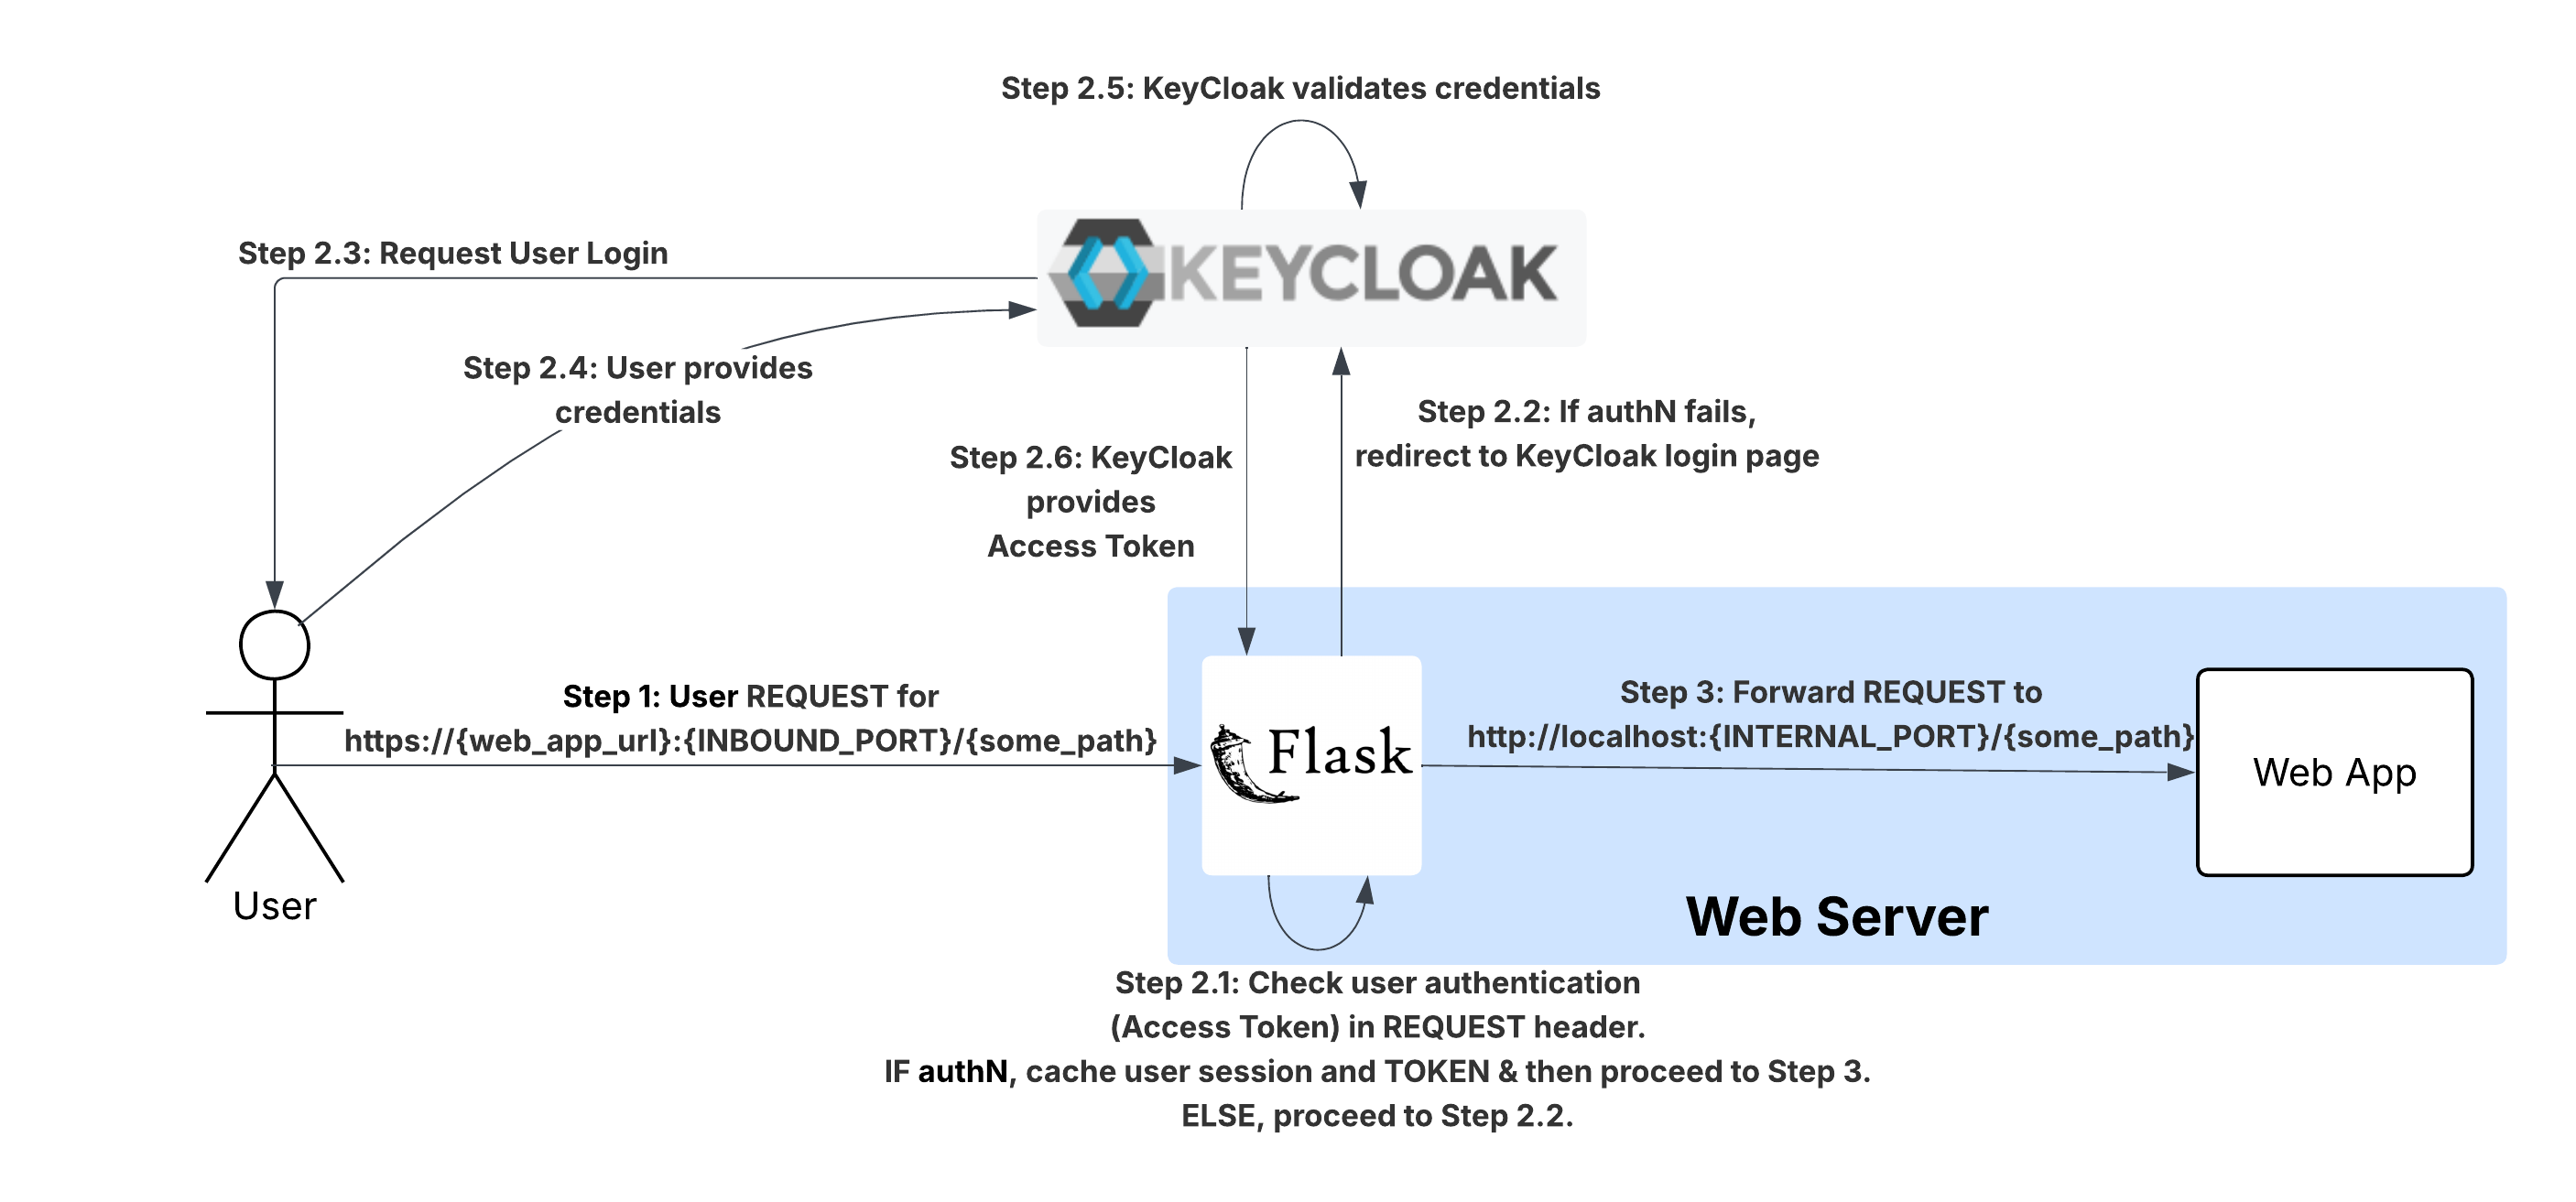 Step 2.5: KeyCloak validates credentials
KEYCLOAK
Step 2.3: Request User Login
Step 2.4: User provides
credentials
Step 2.6: KeyCloak
provides
Access Token
Step 2.2: If authN fails,
redirect to KeyCloak login page
Step 1: User REQUEST for
https://{web_app_url}:{INBOUND_PORT}/{some_path}
Flask
Step 3: Forward REQUEST to
http://localhost:{INTERNAL_PORT}/{some_path}
Web App
User
Web Server
Step 2.1: Check user authentication
(Access Token) in REQUEST header.
IF authN, cache user session and TOKEN & then proceed to Step 3.
ELSE, proceed to Step 2.2.